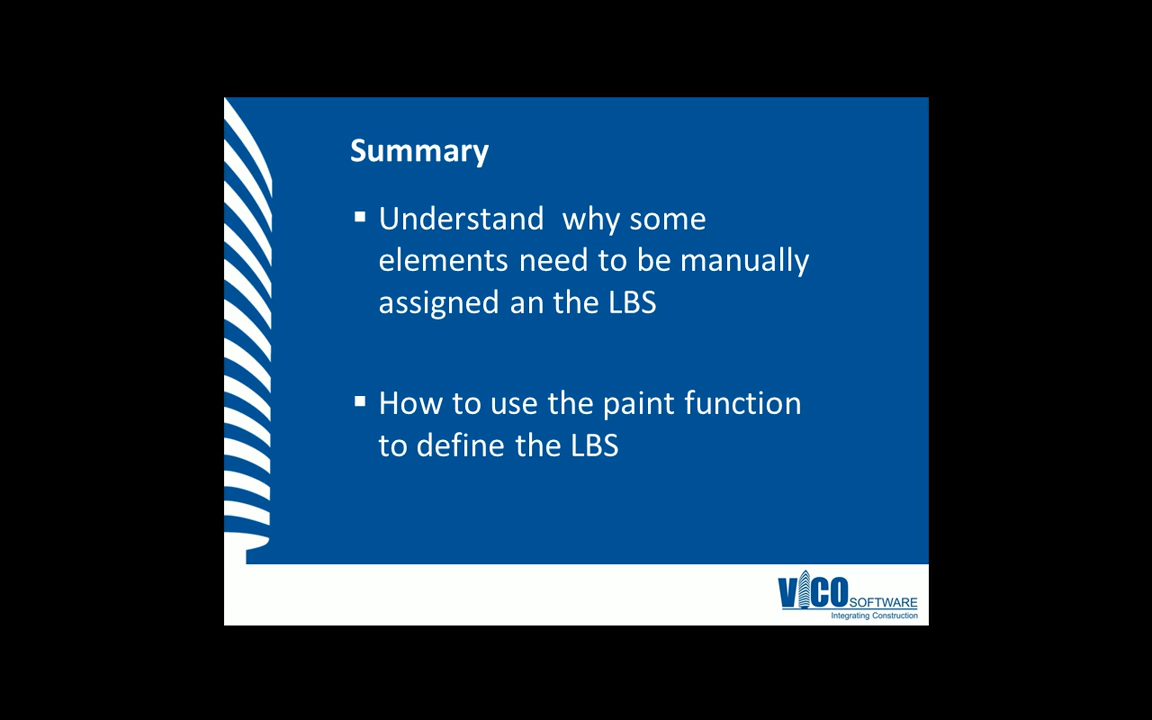 Summary
▪ Understand  why some
elements need to be manually
assigned an the LBS
▪ How to use the paint function
to define the LBS
VICO SOFTWARE
Integrating Construction